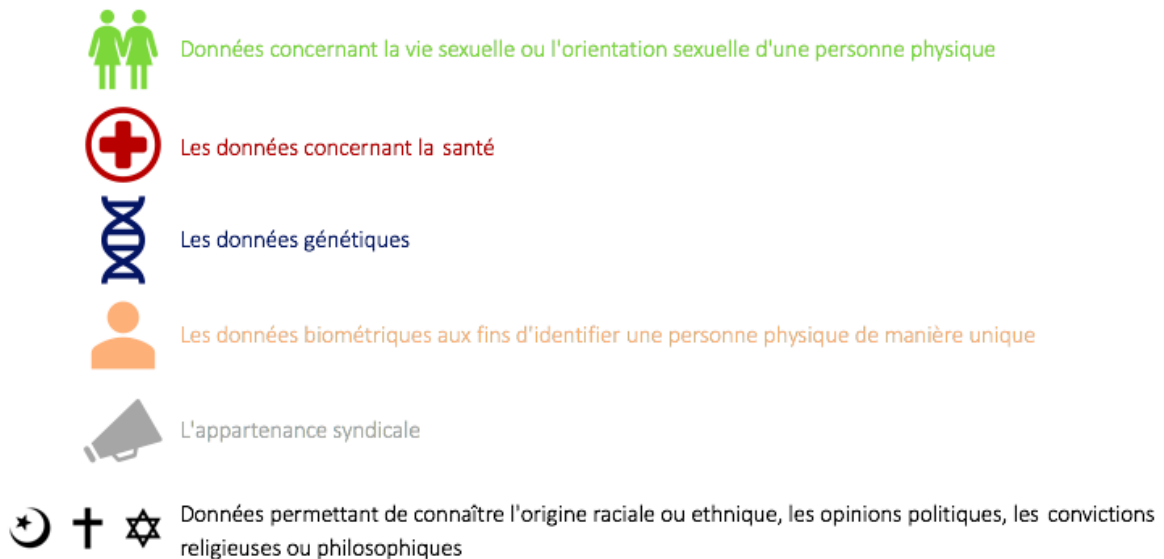 Données concernant la vie sexuelle ou l'orientation sexuelle d'une personne physique
Les données concernant la santé
Les données génétiques
Les données biométriques aux fins d'identifier une personne physique de manière unique
L'appartenance syndicale
Données permettant de connaître l'origine raciale ou ethnique, les opinions politiques, les convictions
religieuses ou philosophiques